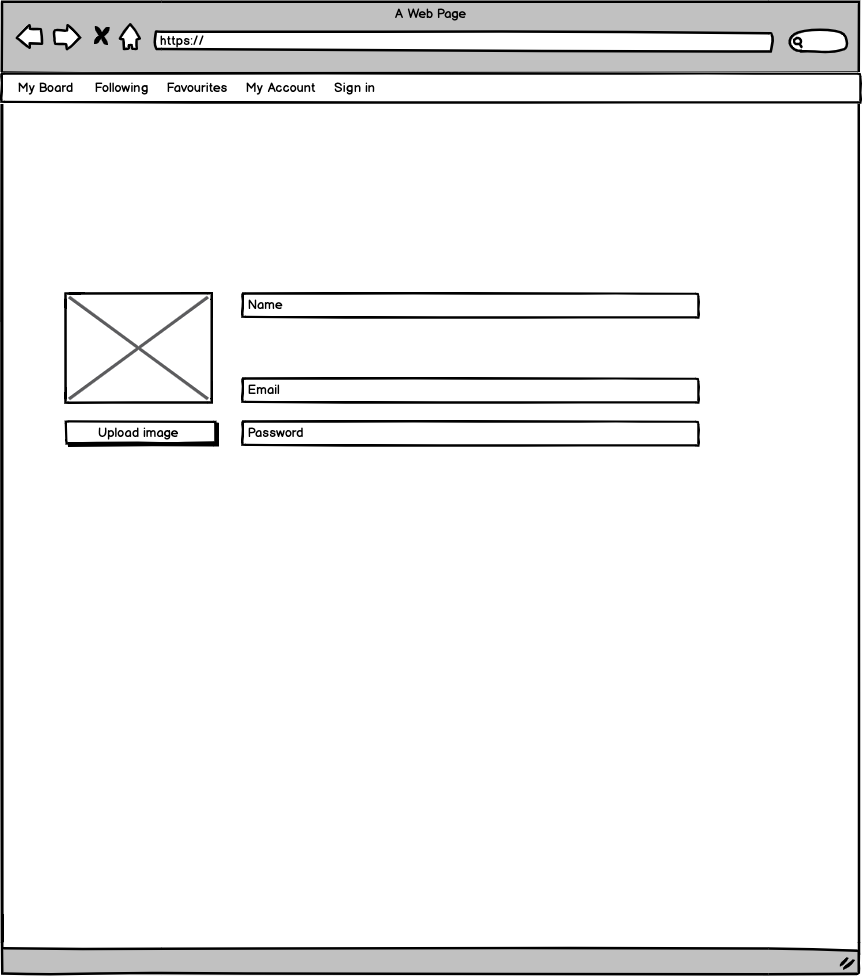 A Web Page
https://
My Board Following Favourites My Account Sign in
Name
Email
Upload image Password